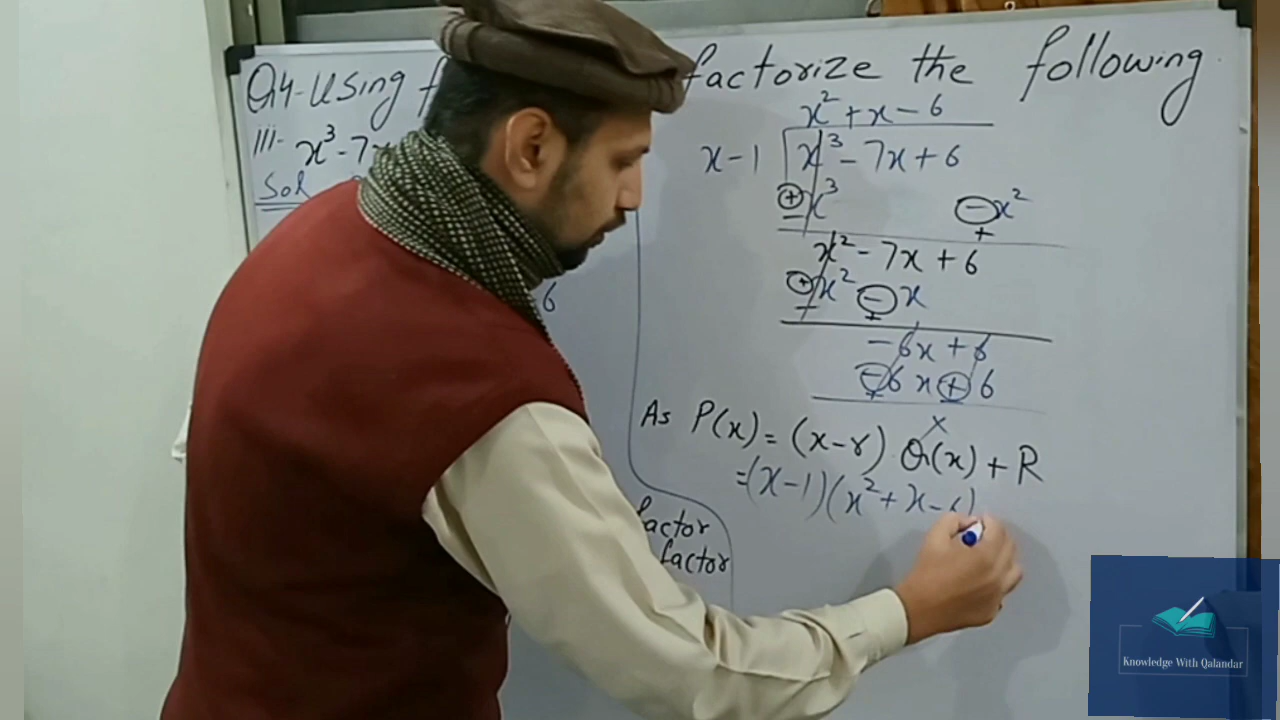 Q4-Using factorize the following.
iii- x³ - 7x
Sol
6
x² + x - 6
x - 1 x³ - 7x + 6
⊕x³ ⊖x²
− +
x² - 7x + 6
⊕x² ⊖x
− +
-6x + 6
⊖6x ⊕6
+ −
×
As P(x) = (x-r) Q(x) + R
=(x-1)(x²+x-6)
factor
factor
Knowledge With Qalandar